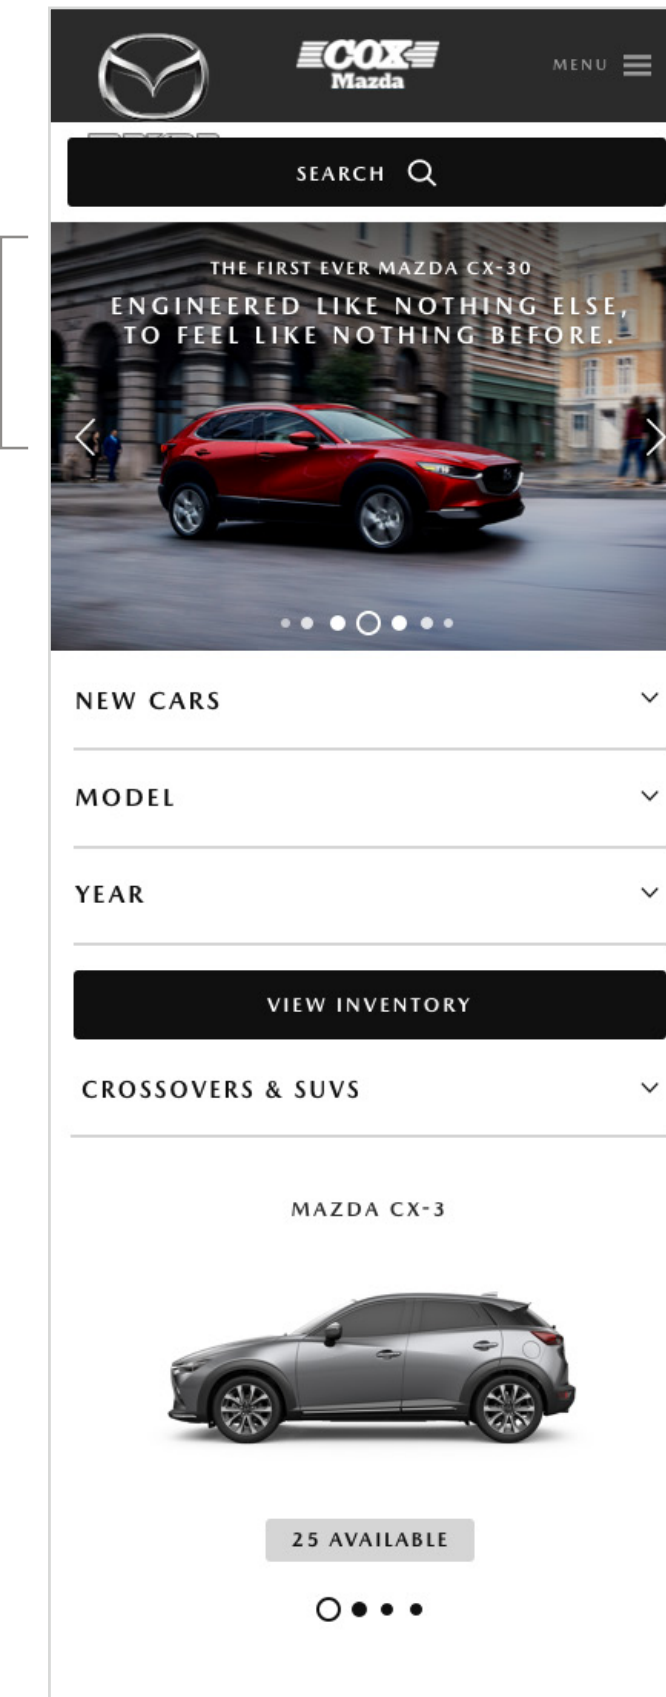 COX
Mazda
MENU
SEARCH
THE FIRST EVER MAZDA CX-30
ENGINEERED LIKE NOTHING ELSE,
TO FEEL LIKE NOTHING BEFORE.
NEW CARS
MODEL
YEAR
VIEW INVENTORY
CROSSOVERS & SUVS
MAZDA CX-3
25 AVAILABLE